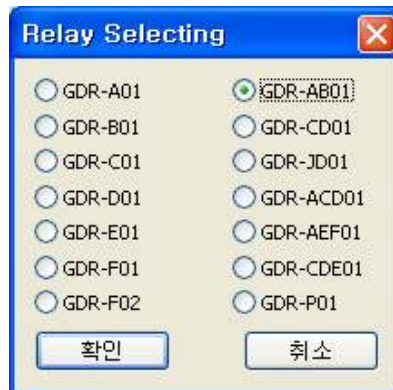 Relay Selecting
GDR-A01
GDR-AB01
GDR-B01
GDR-CD01
GDR-C01
GDR-JD01
GDR-D01
GDR-ACD01
GDR-E01
GDR-AEF01
GDR-F01
GDR-CDE01
GDR-F02
GDR-P01
확인
취소